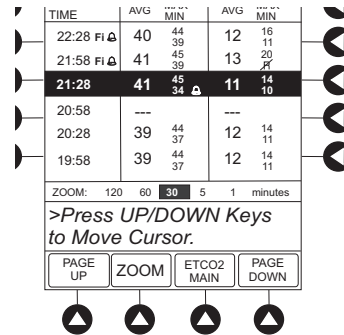 TIME AVG MAX MIN AVG MAX MIN
22:28 Fi 40 44 39 12 16 11
21:58 Fi 41 45 39 13 20 11
21:28 41 45 34 11 14 10
20:58 ---  ---
20:28 39 44 37 12 14 11
19:58 39 44 37 12 14 11
ZOOM: 120 60 30 5 1 minutes
>Press UP/DOWN Keys
to Move Cursor.
PAGE UP ZOOM ETCO2 MAIN PAGE DOWN